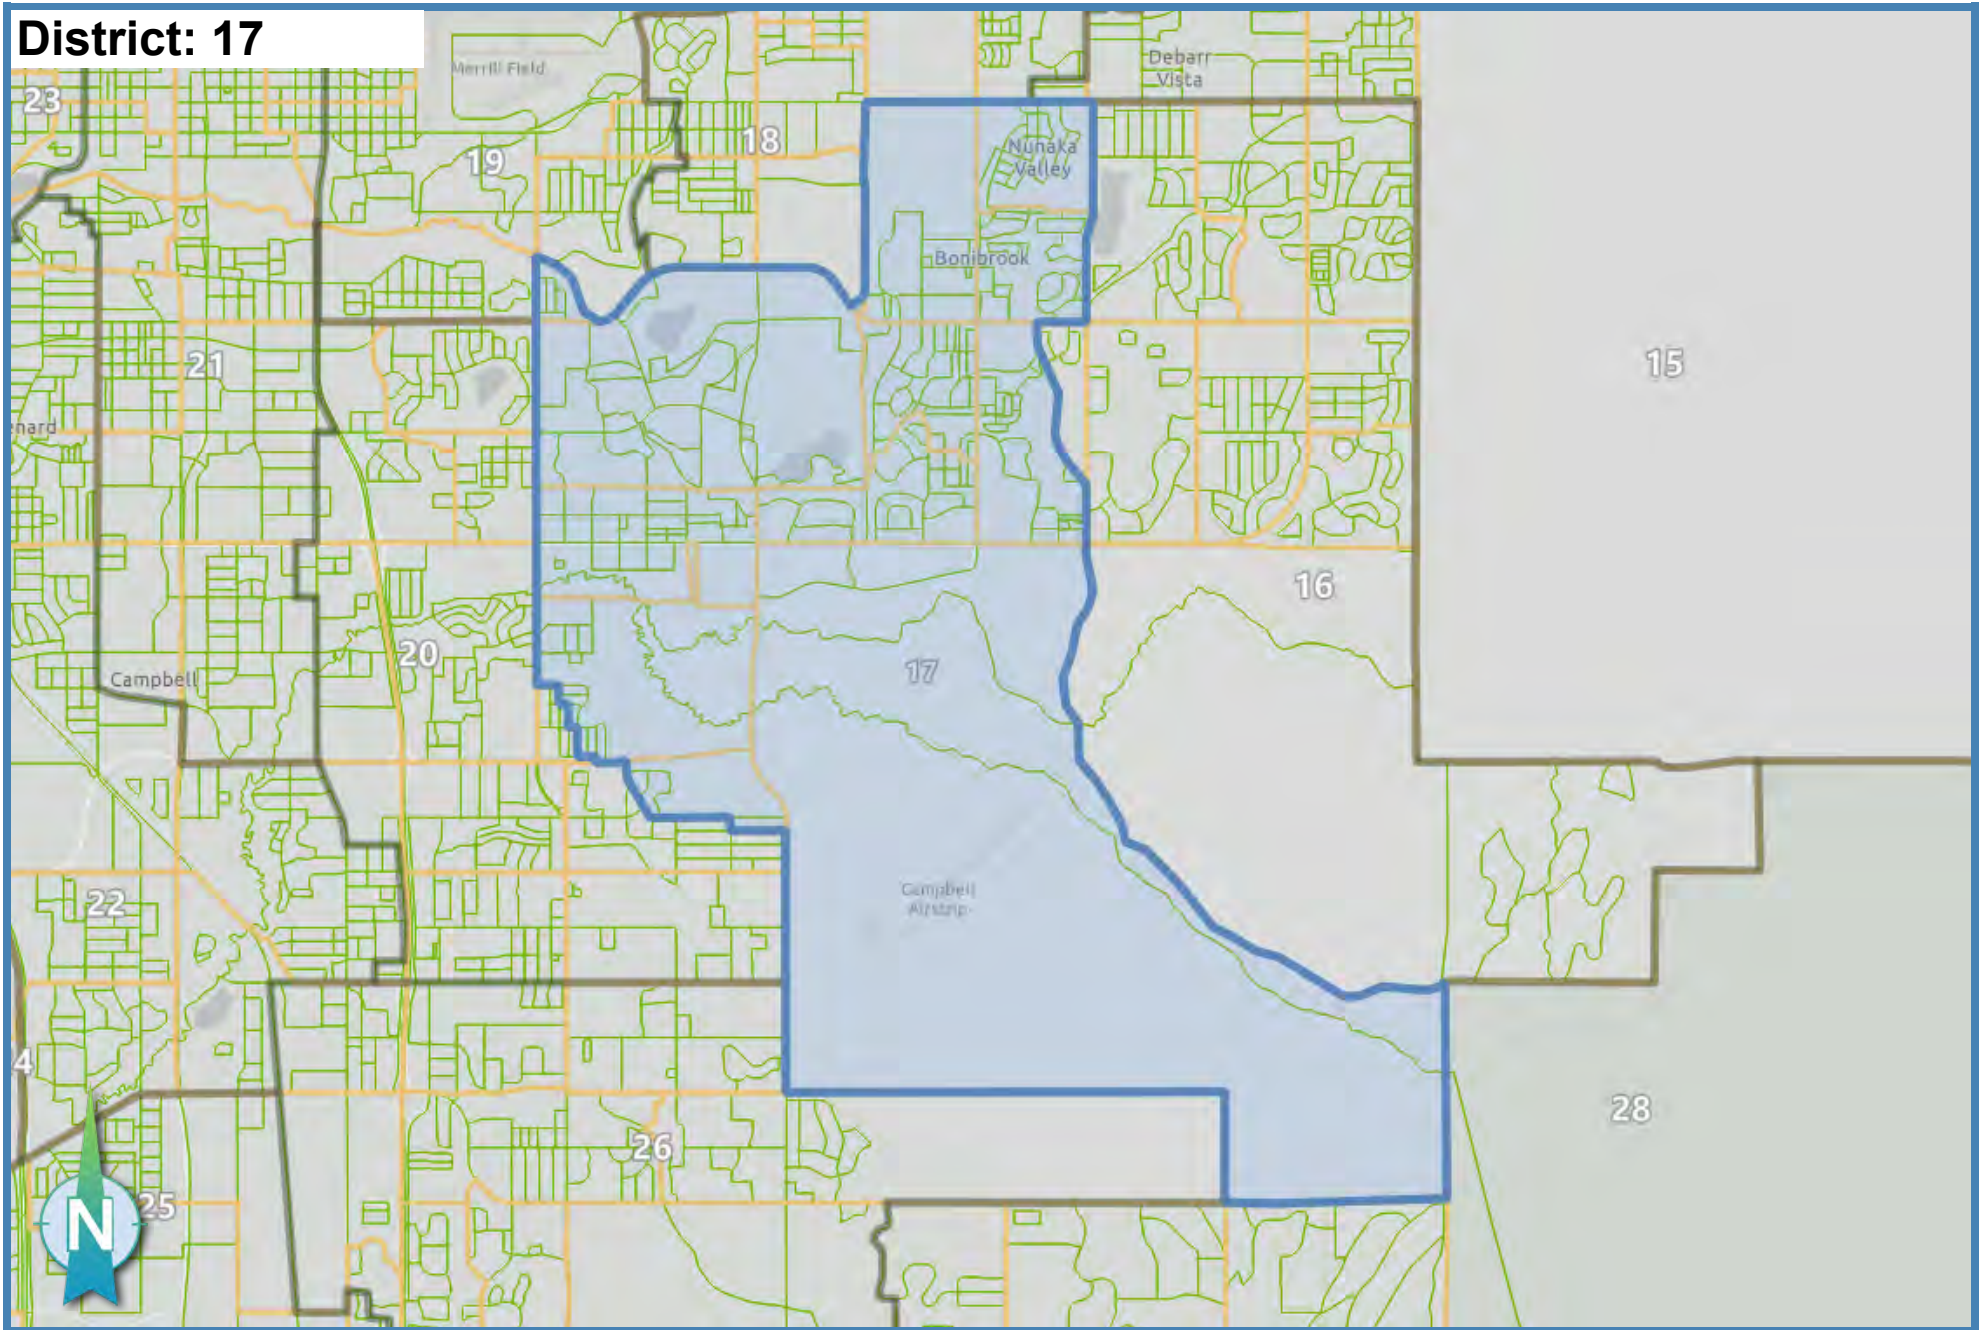 District: 17
Merrill Field
Debarr
Vista
23
18
19
Nunaka
Valley
Bonibrook
21
15
enard
16
20
17
Campbell
Campbell
Airstrip
22
4
28
26
25
N